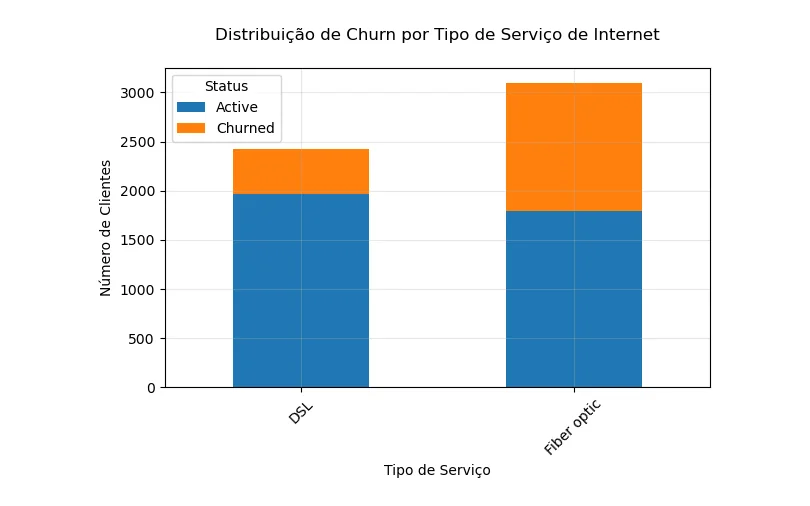 Distribuição de Churn por Tipo de Serviço de Internet
Status
Active
Churned
3000
2500
2000
1500
1000
500
0
Número de Clientes
DSL
Fiber optic
Tipo de Serviço